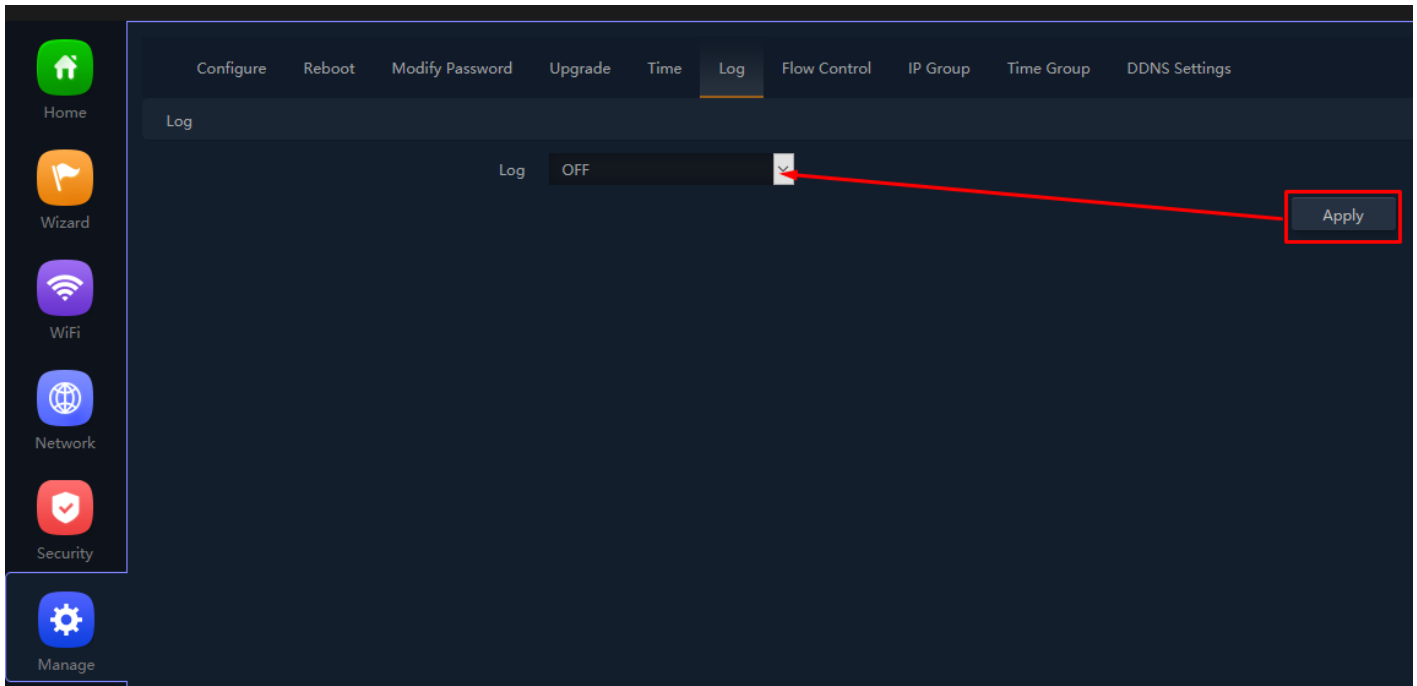 Home
Wizard
WiFi
Network
Security
Manage
Configure Reboot Modify Password Upgrade Time Log Flow Control IP Group Time Group DDNS Settings
Log
Log OFF
Apply